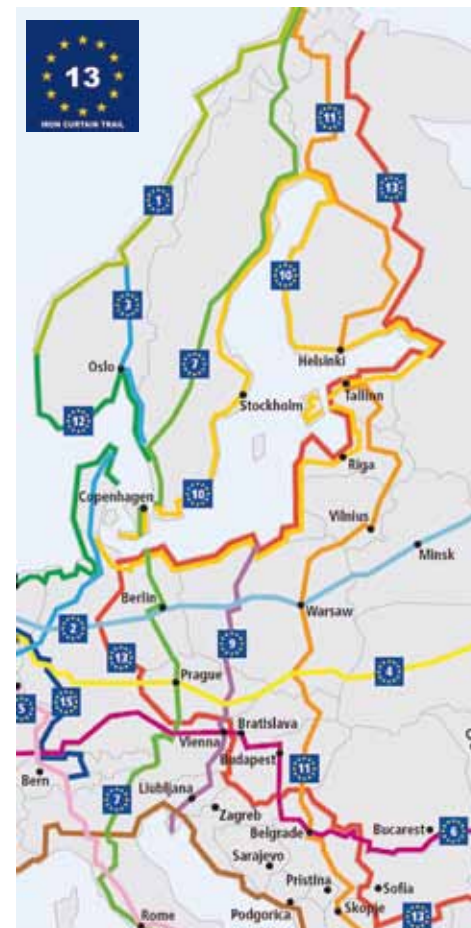 13
IRON CURTAIN TRAIL
11
1
13
10
3
7
Oslo
Helsinki
Tallinn
Stockholm
12
Riga
10
Copenhagen
Vilnius
Minsk
Berlin
Warsaw
2
9
13
4
Prague
15
5
Bratislava
Vienna
Budapest
Bern
11
Ljubljana
7
Zagreb
Belgrade
Bucarest
6
Sarajevo
Pristina
Sofia
Rome
Podgorica
Skopje
13